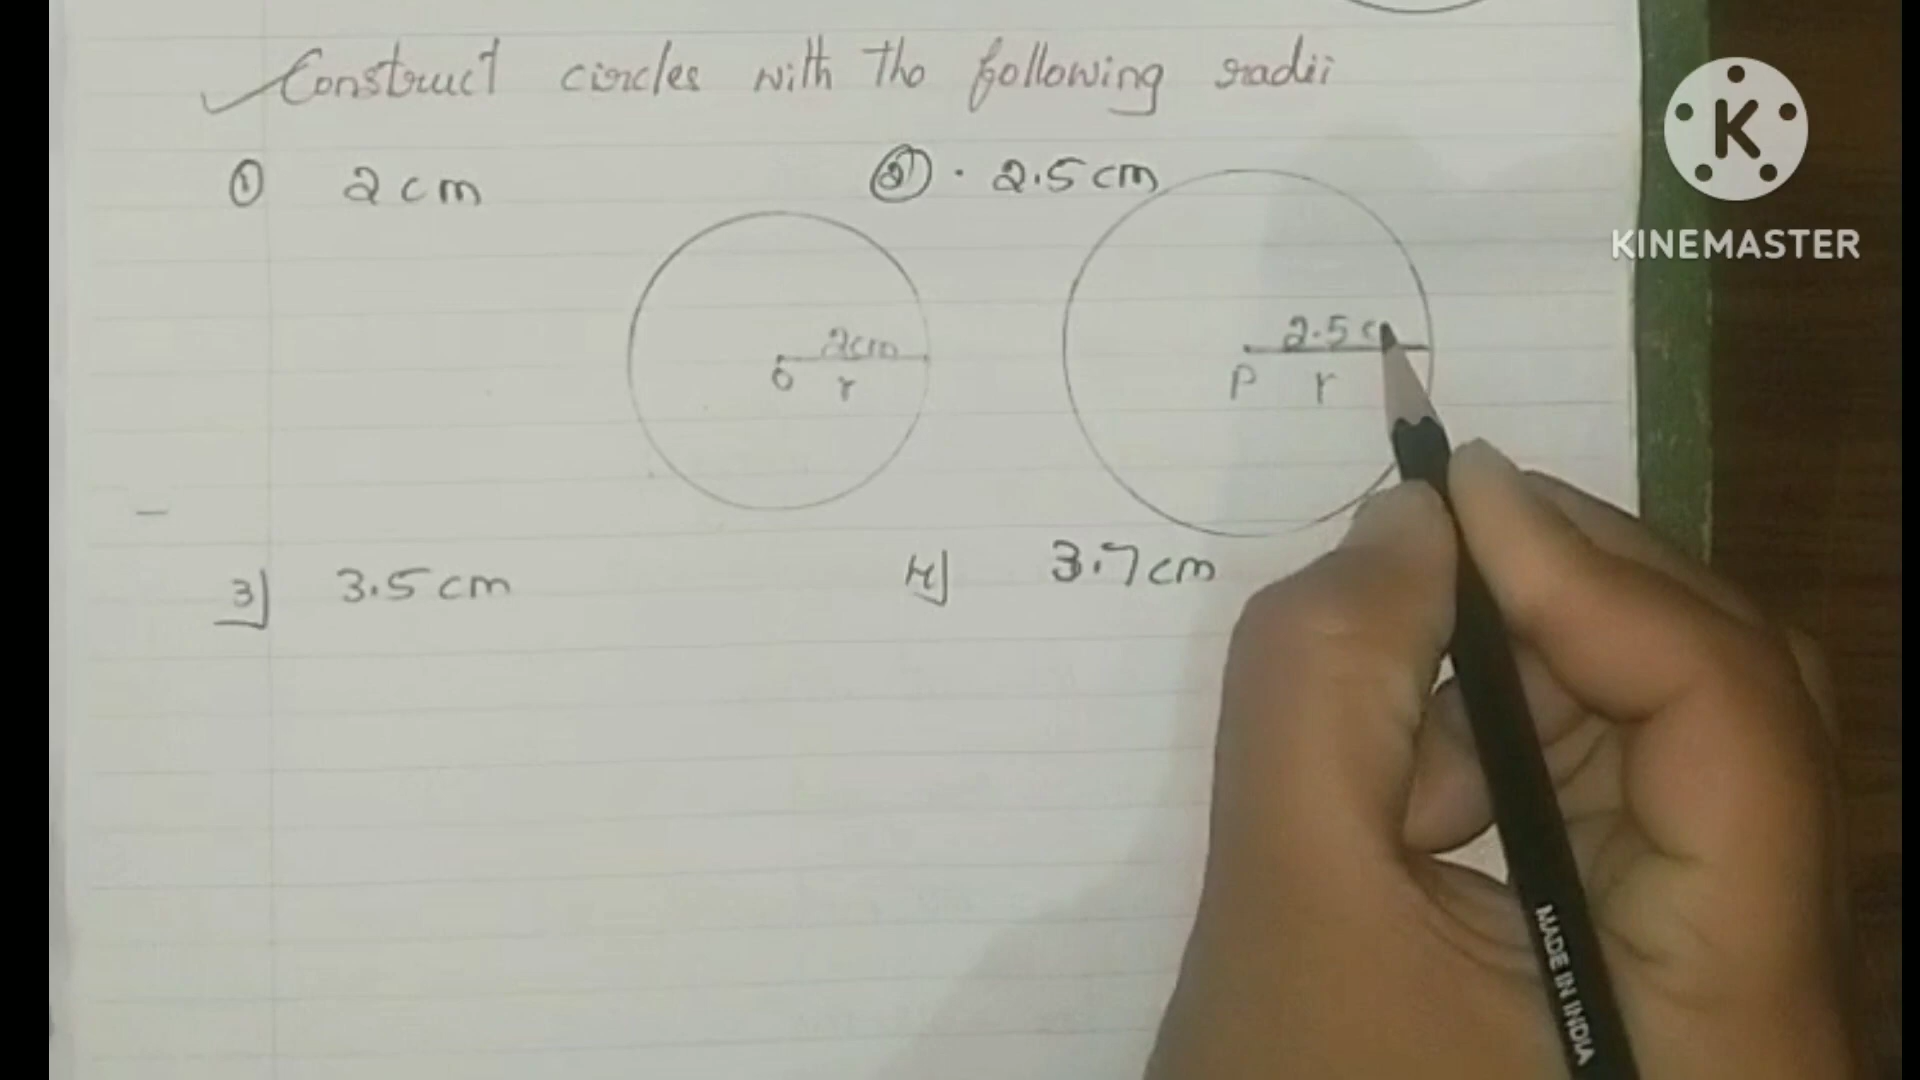 Construct circles with the following radii
① 2 cm
② . 2.5 cm
2cm
O r
2.5 c
P r
3) 3.5 cm
4) 3.7 cm
K
KINEMASTER
MADE IN INDIA